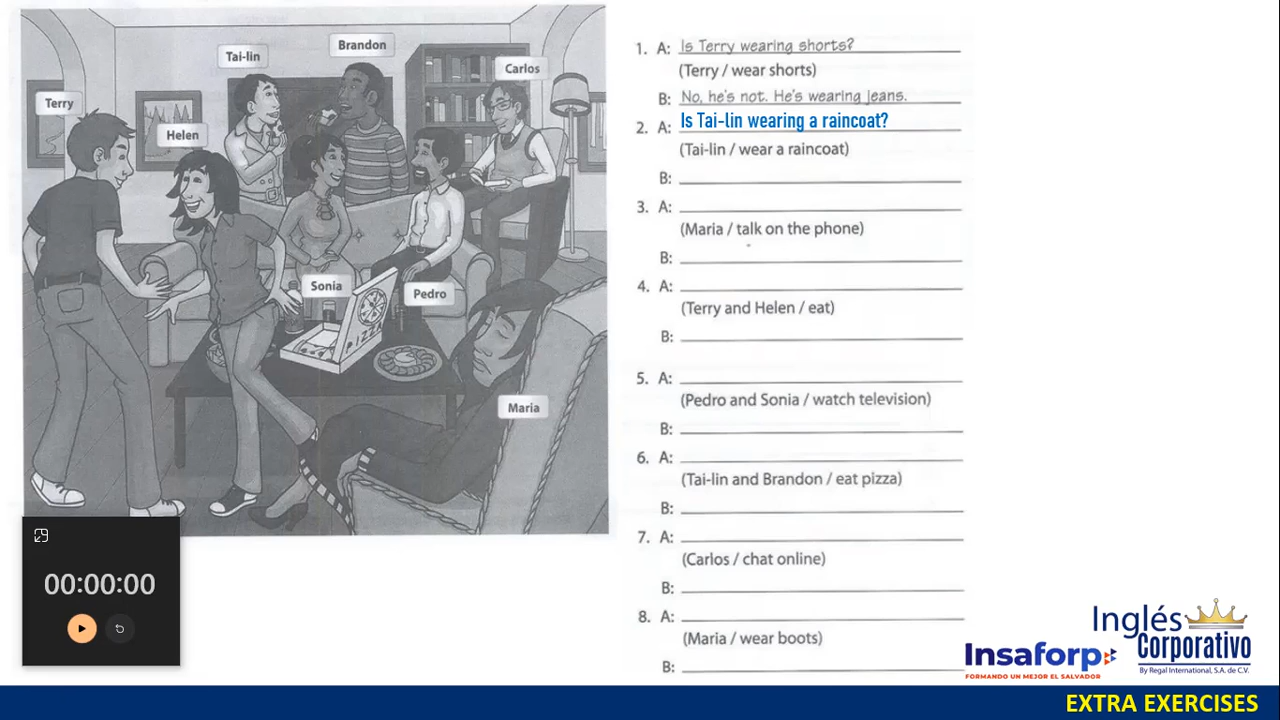 Brandon
Tai-lin
Carlos
Terry
Helen
Sonia
Pedro
PIZZA
Maria
1. A: Is Terry wearing shorts?
(Terry / wear shorts)
B: No, he's not. He's wearing jeans.
2. A: Is Tai-lin wearing a raincoat?
(Tai-lin / wear a raincoat)
B:
3. A:
(Maria / talk on the phone)
B:
4. A:
(Terry and Helen / eat)
B:
5. A:
(Pedro and Sonia / watch television)
B:
6. A:
(Tai-lin and Brandon / eat pizza)
B:
7. A:
(Carlos / chat online)
B:
8. A:
(Maria / wear boots)
B:
00:00:00
Insaforp
FORMANDO UN MEJOR EL SALVADOR
Inglés
Corporativo
By Regal International, S.A. de C.V.
EXTRA EXERCISES